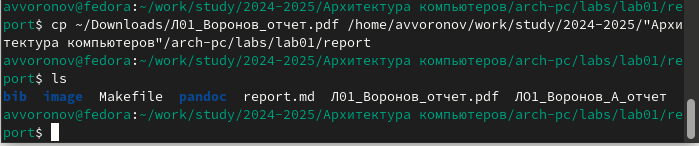 avvoronov@fedora:~/work/study/2024-2025/Архитектура компьютеров/arch-pc/labs/lab01/re
port$ cp ~/Downloads/Л01_Воронов_отчет.pdf /home/avvoronov/work/study/2024-2025/"Архи
тектура компьютеров"/arch-pc/labs/lab01/report
avvoronov@fedora:~/work/study/2024-2025/Архитектура компьютеров/arch-pc/labs/lab01/re
port$ ls
bib  image  Makefile  pandoc  report.md  Л01_Воронов_отчет.pdf  ЛО1_Воронов_А_отчет
avvoronov@fedora:~/work/study/2024-2025/Архитектура компьютеров/arch-pc/labs/lab01/re
port$